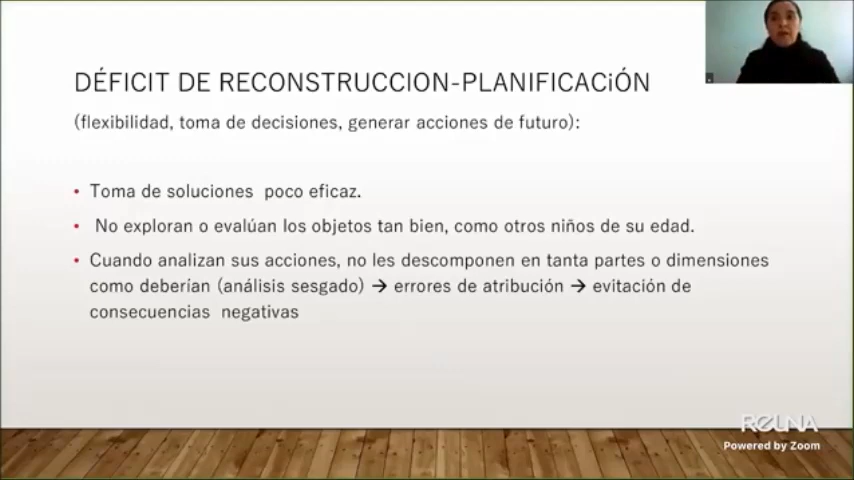 DÉFICIT DE RECONSTRUCCION-PLANIFICACiÓN
(flexibilidad, toma de decisiones, generar acciones de futuro):
• Toma de soluciones poco eficaz.
• No exploran o evalúan los objetos tan bien, como otros niños de su edad.
• Cuando analizan sus acciones, no les descomponen en tanta partes o dimensiones
como deberían (análisis sesgado) → errores de atribución → evitación de
consecuencias negativas
RELNA
Powered by Zoom